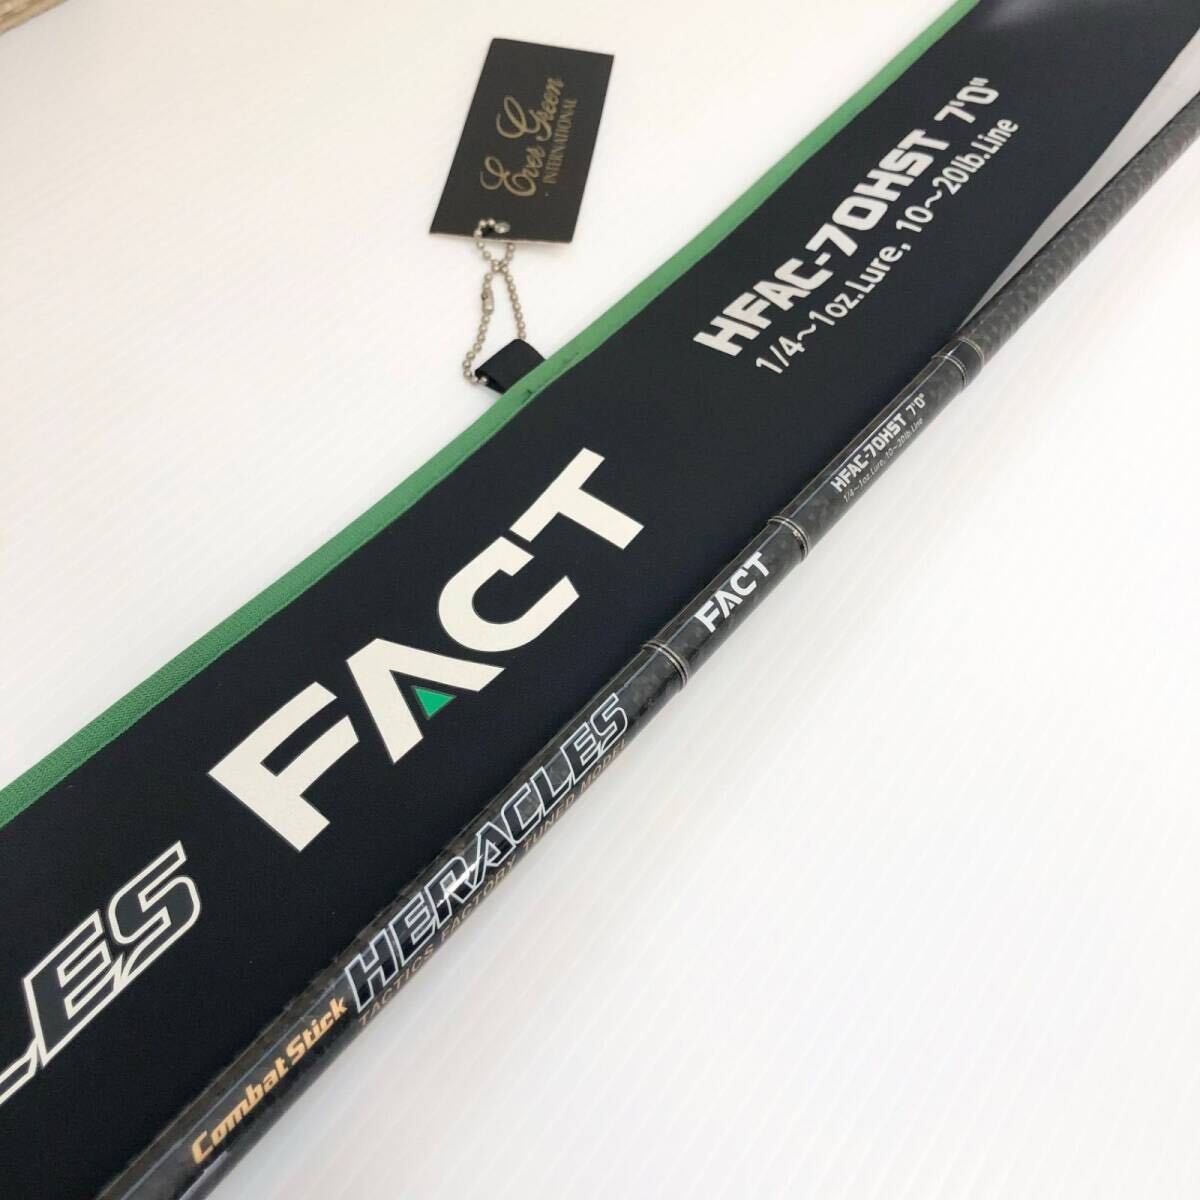 Ever Green
INTERNATIONAL
HFAC-70HST 7'0"
1/4~1oz.Lure, 10~20lb.Line
FACT
LES
HFAC-70HST 7'0"
1/4~1oz.Lure, 10~20lb.Line
FACT
Combat Stick HERACLES
TACTICS FACTORY TUNED MODEL